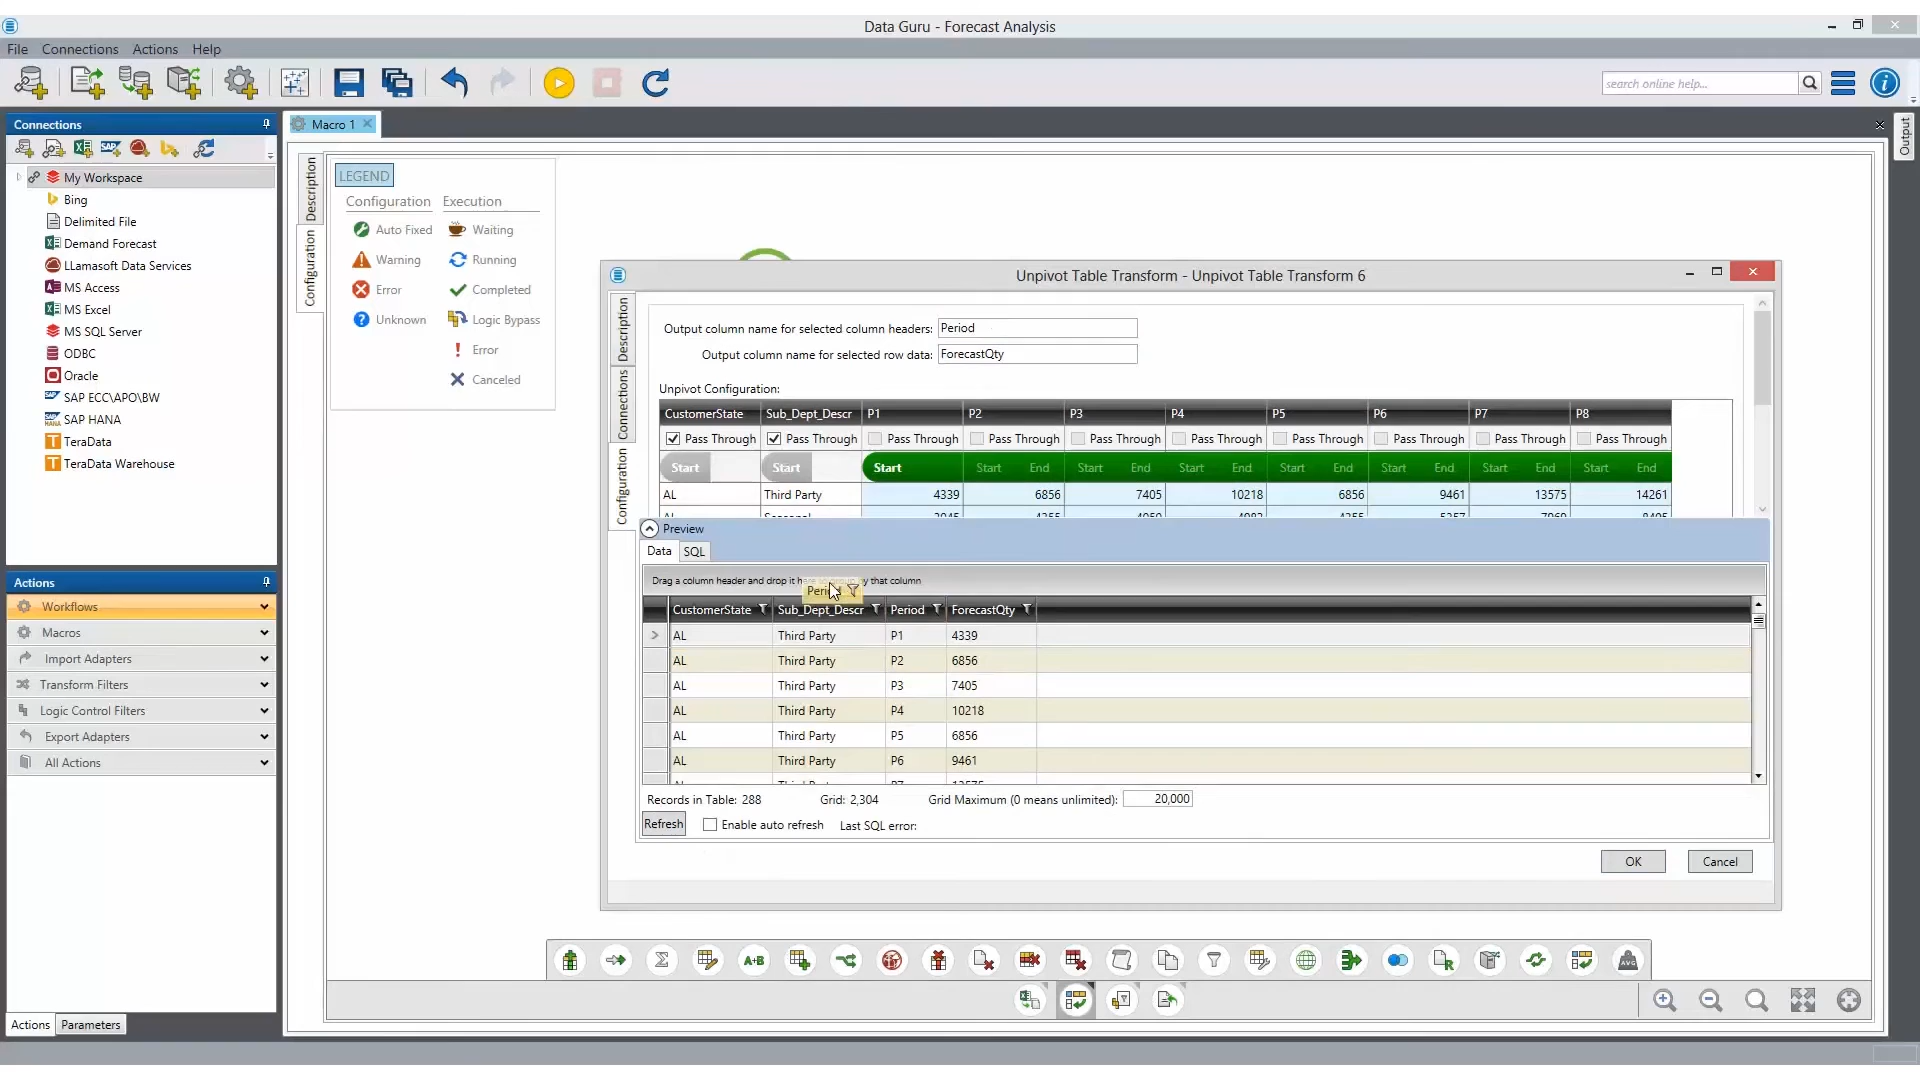 Data Guru - Forecast Analysis
File Connections Actions Help
search online help...
Connections
My Workspace
Bing
Delimited File
Demand Forecast
LLamasoft Data Services
MS Access
MS Excel
MS SQL Server
ODBC
Oracle
SAP ECC\APO\BW
SAP HANA
TeraData
TeraData Warehouse
Actions
Workflows
Macros
Import Adapters
Transform Filters
Logic Control Filters
Export Adapters
All Actions
Actions Parameters
Macro 1
Output
Description
Configuration
LEGEND
Configuration Execution
Auto Fixed Waiting
Warning Running
Error Completed
Unknown Logic Bypass
Error
Canceled
Unpivot Table Transform - Unpivot Table Transform 6
Description
Connections
Configuration
Output column name for selected column headers: Period
Output column name for selected row data: ForecastQty
Unpivot Configuration:
CustomerState Sub_Dept_Descr P1 P2 P3 P4 P5 P6 P7 P8
Pass Through Pass Through Pass Through Pass Through Pass Through Pass Through Pass Through Pass Through Pass Through Pass Through
Start Start Start Start End Start End Start End Start End Start End Start End Start End
AL Third Party 4339 6856 7405 10218 6856 9461 13575 14261
Preview
Data SQL
Drag a column header and drop it here that column
CustomerState Sub_Dept_Descr Period ForecastQty
AL Third Party P1 4339
AL Third Party P2 6856
AL Third Party P3 7405
AL Third Party P4 10218
AL Third Party P5 6856
AL Third Party P6 9461
Records in Table: 288 Grid: 2,304 Grid Maximum (0 means unlimited): 20,000
Refresh Enable auto refresh Last SQL error:
OK Cancel
A+B
R
AVG